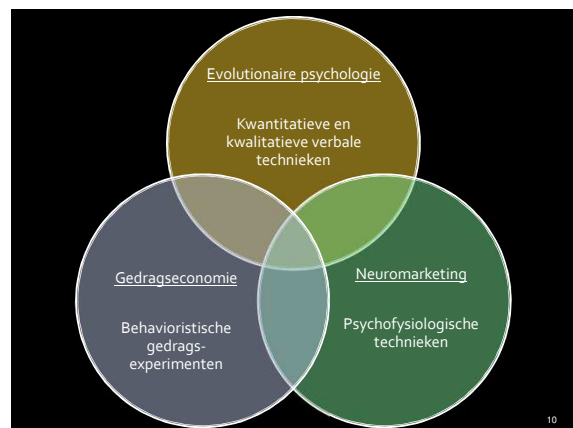 Evolutionaire psychologie
Kwantitatieve en
kwalitatieve verbale
technieken
Gedragseconomie
Behavioristische
gedrags-
experimenten
Neuromarketing
Psychofysiologische
technieken
10